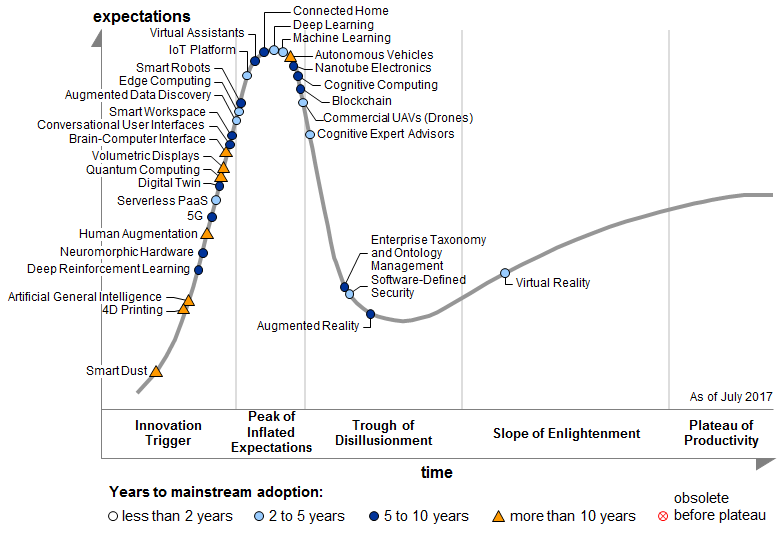 expectations
Connected Home
Deep Learning
Virtual Assistants
Machine Learning
IoT Platform
Autonomous Vehicles
Smart Robots
Nanotube Electronics
Edge Computing
Cognitive Computing
Augmented Data Discovery
Blockchain
Smart Workspace
Commercial UAVs (Drones)
Conversational User Interfaces
Cognitive Expert Advisors
Brain-Computer Interface
Volumetric Displays
Quantum Computing
Digital Twin
Serverless PaaS
5G
Human Augmentation
Enterprise Taxonomy
and Ontology
Management
Neuromorphic Hardware
Deep Reinforcement Learning
Software-Defined
Security
Virtual Reality
Artificial General Intelligence
4D Printing
Augmented Reality
Smart Dust
As of July 2017
Innovation
Trigger
Peak of
Inflated
Expectations
Trough of
Disillusionment
Slope of Enlightenment
Plateau of
Productivity
time
Years to mainstream adoption:
less than 2 years
2 to 5 years
5 to 10 years
more than 10 years
obsolete
before plateau